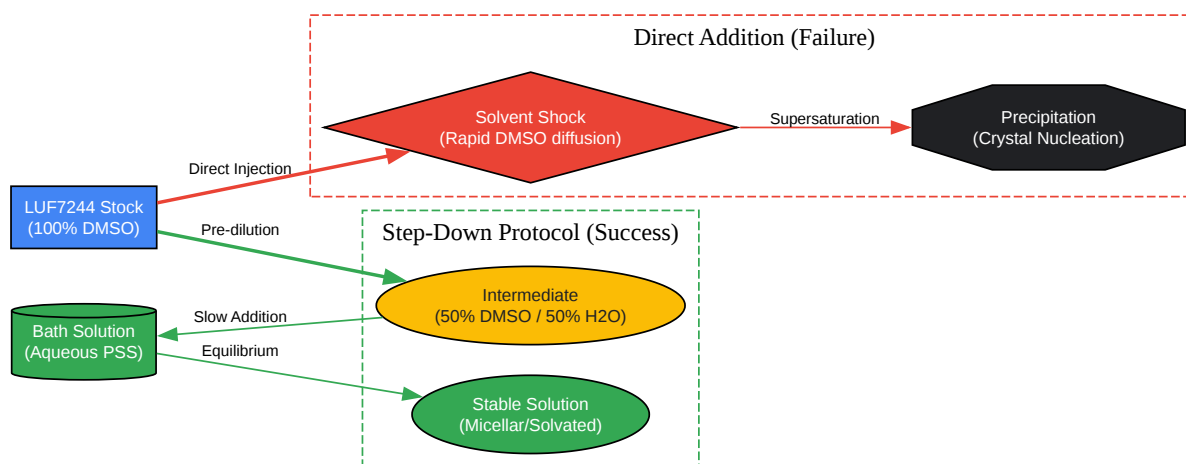 Direct Addition (Failure)
Solvent Shock
(Rapid DMSO diffusion)
Supersaturation
Precipitation
(Crystal Nucleation)
Direct Injection
LUF7244 Stock
(100% DMSO)
Pre-dilution
Step-Down Protocol (Success)
Intermediate
(50% DMSO / 50% H2O)
Slow Addition
Bath Solution
(Aqueous PSS)
Equilibrium
Stable Solution
(Micellar/Solvated)